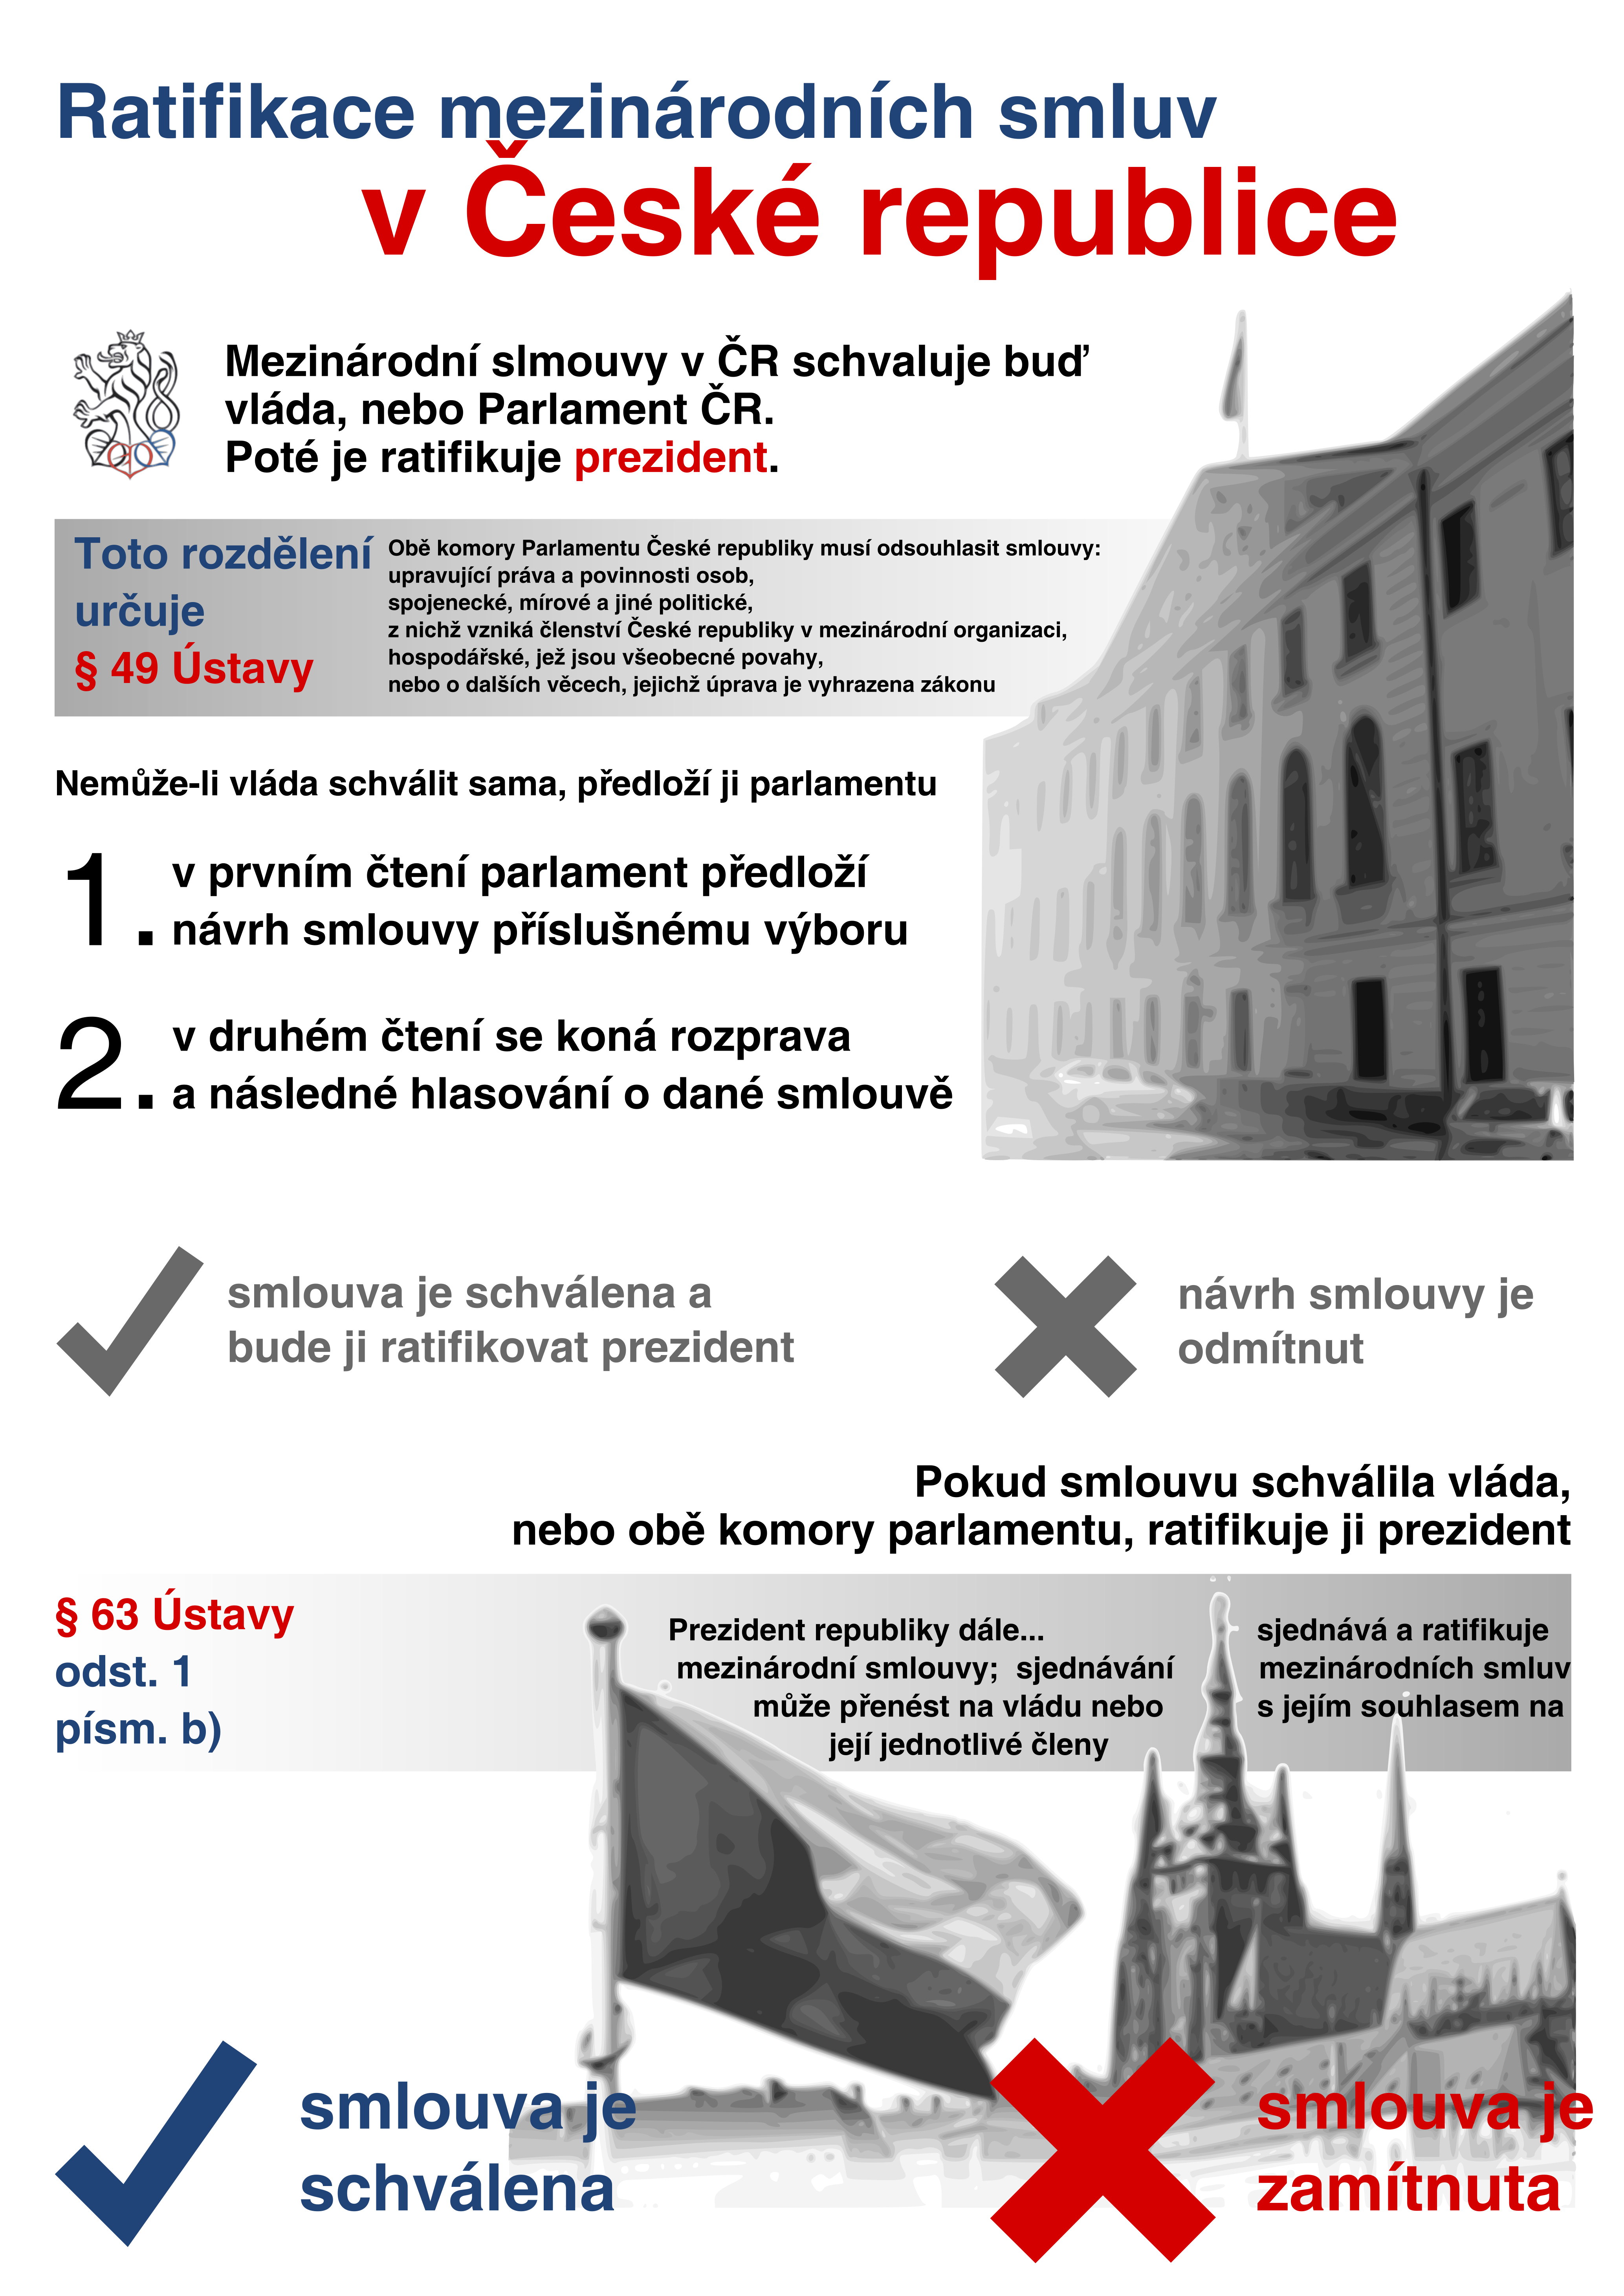 Ratifikace mezinárodních smluv
v České republice
Mezinárodní slmouvy v ČR schvaluje buď
vláda, nebo Parlament ČR.
Poté je ratifikuje prezident.
Toto rozdělení
určuje
§ 49 Ústavy
Obě komory Parlamentu České republiky musí odsouhlasit smlouvy:
upravující práva a povinnosti osob,
spojenecké, mírové a jiné politické,
z nichž vzniká členství České republiky v mezinárodní organizaci,
hospodářské, jež jsou všeobecné povahy,
nebo o dalších věcech, jejichž úprava je vyhrazena zákonu
Nemůže-li vláda schválit sama, předloží ji parlamentu
1. v prvním čtení parlament předloží
návrh smlouvy příslušnému výboru
2. v druhém čtení se koná rozprava
a následné hlasování o dané smlouvě
smlouva je schválena a
bude ji ratifikovat prezident
návrh smlouvy je
odmítnut
Pokud smlouvu schválila vláda,
nebo obě komory parlamentu, ratifikuje ji prezident
§ 63 Ústavy
odst. 1
písm. b)
Prezident republiky dále... sjednává a ratifikuje
mezinárodní smlouvy; sjednávání mezinárodních smluv
může přenést na vládu nebo s jejím souhlasem na
její jednotlivé členy
smlouva je
schválena
smlouva je
zamítnuta